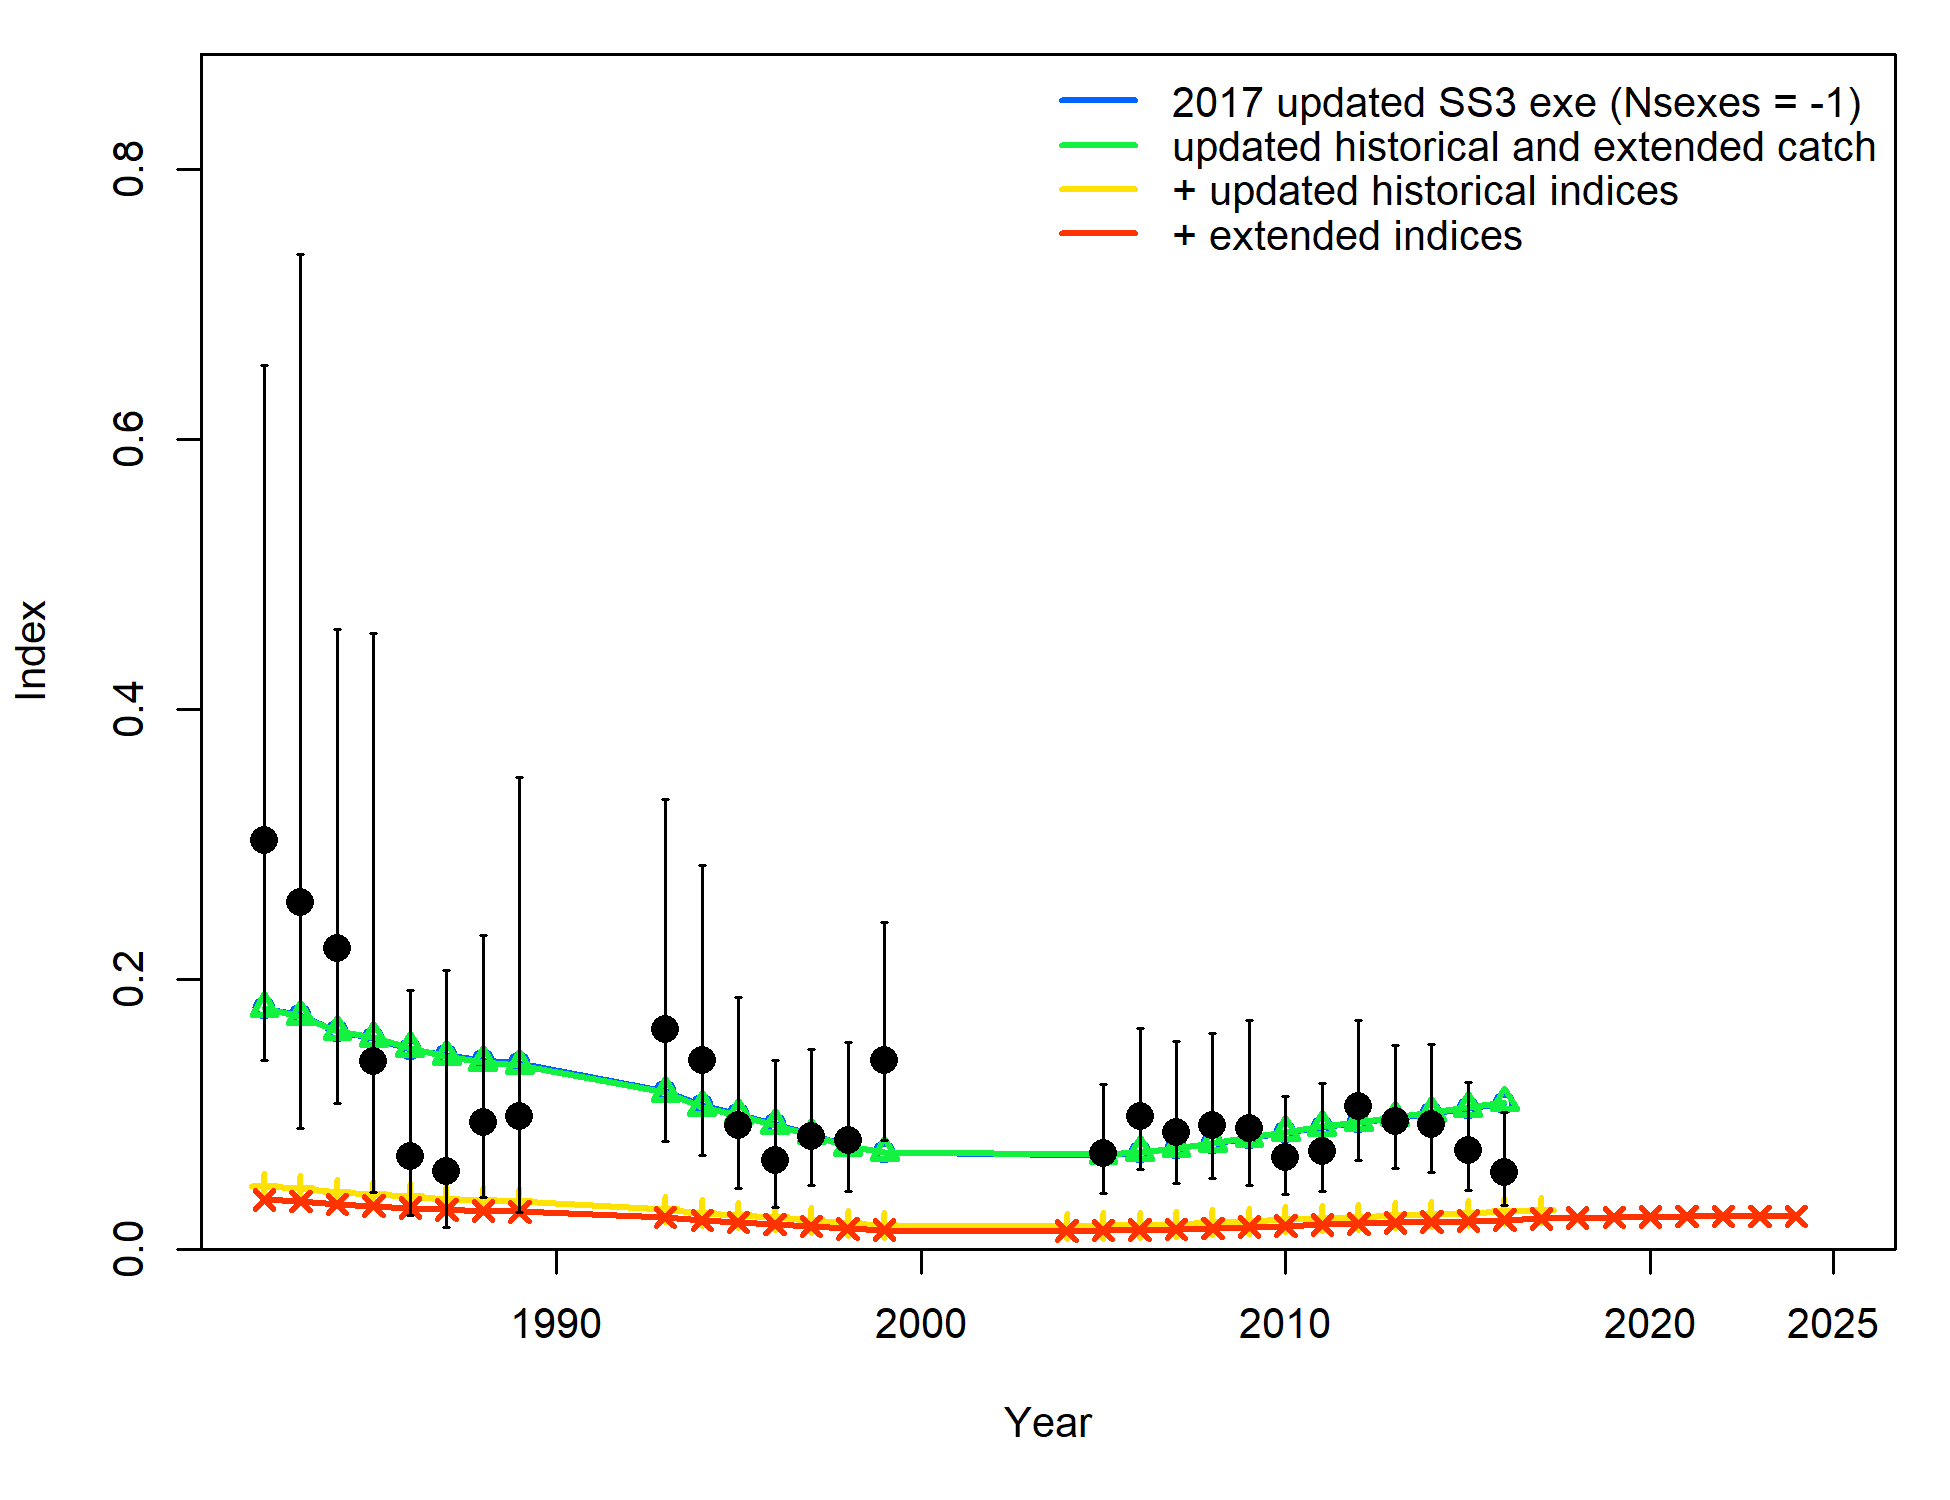 2017 updated SS3 exe (Nsexes = -1)
updated historical and extended catch
+ updated historical indices
+ extended indices
0.8
0.6
0.4
0.2
0.0
Index
1990 2000 2010 2020 2025
Year